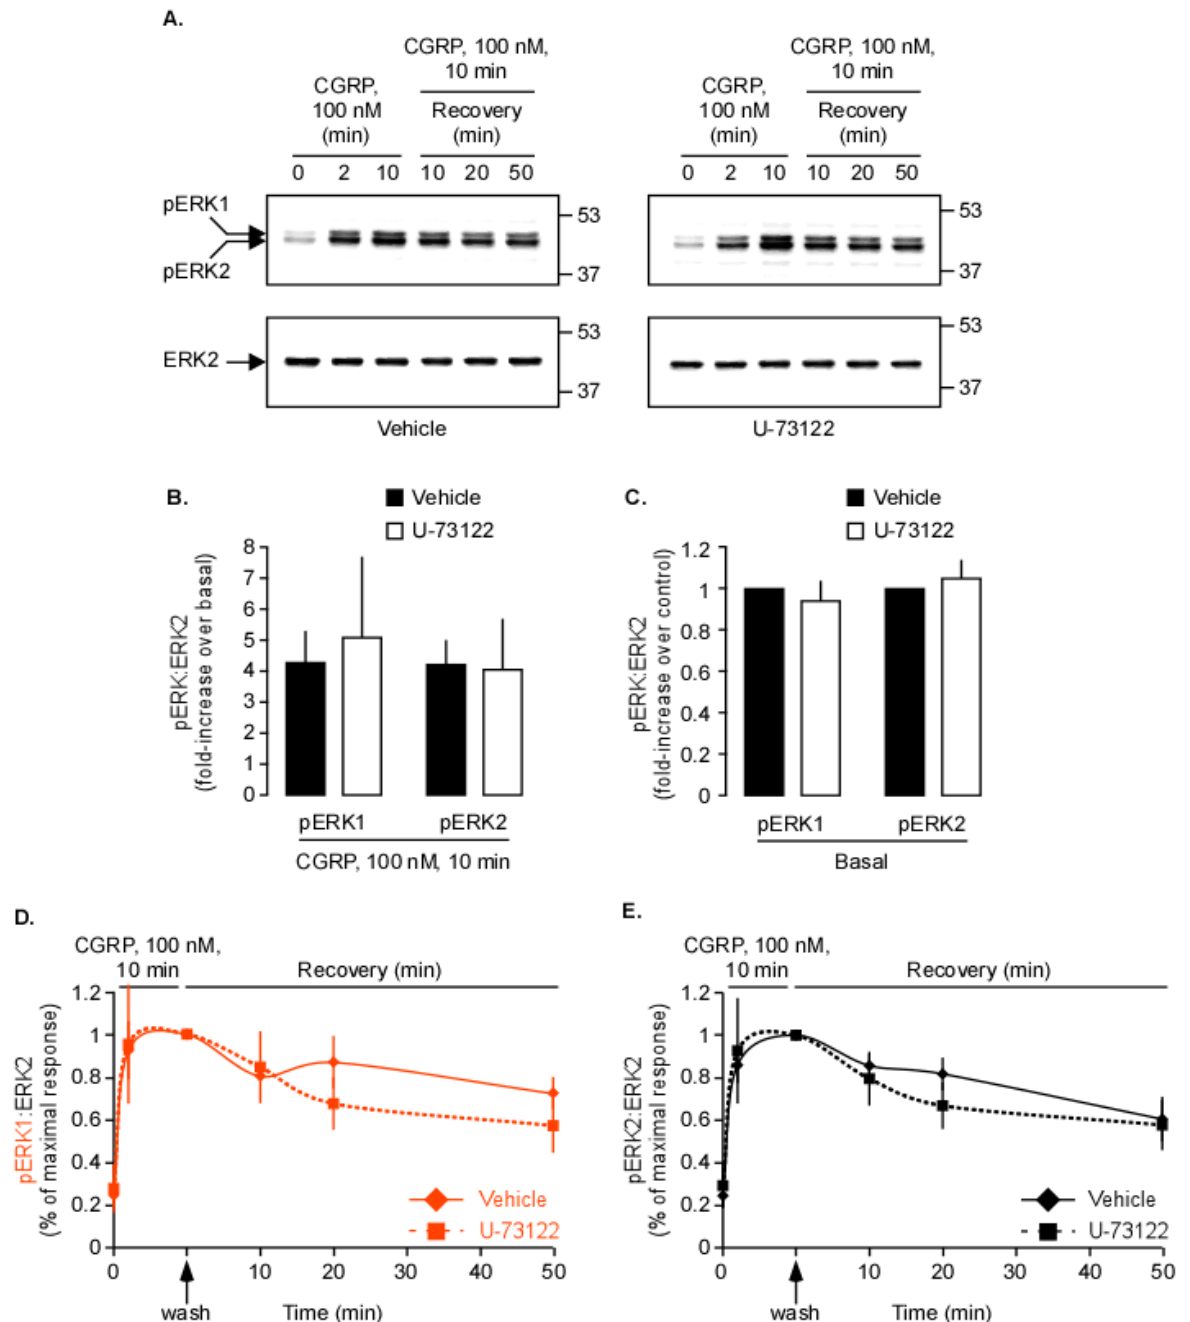 A.
CGRP, 100 nM,
10 min
CGRP,
100 nM
(min)
Recovery
(min)
0 2 10 10 20 50
pERK1
pERK2
53
37
ERK2
53
37
Vehicle
CGRP, 100 nM,
10 min
CGRP,
100 nM
(min)
Recovery
(min)
0 2 10 10 20 50
53
37
53
37
U-73122
B.
Vehicle
U-73122
pERK:ERK2
(fold-increase over basal)
8
7
6
5
4
3
2
1
0
pERK1 pERK2
CGRP, 100 nM, 10 min
C.
Vehicle
U-73122
pERK:ERK2
(fold-increase over control)
1.2
1
0.8
0.6
0.4
0.2
0
pERK1 pERK2
Basal
D.
CGRP, 100 nM,
10 min
Recovery (min)
pERK1:ERK2
(% of maximal response)
1.2
1
0.8
0.6
0.4
0.2
0
Vehicle
U-73122
0 10 20 30 40 50
wash Time (min)
E.
CGRP, 100 nM,
10 min
Recovery (min)
pERK2:ERK2
(% of maximal response)
1.2
1
0.8
0.6
0.4
0.2
0
Vehicle
U-73122
0 10 20 30 40 50
wash Time (min)